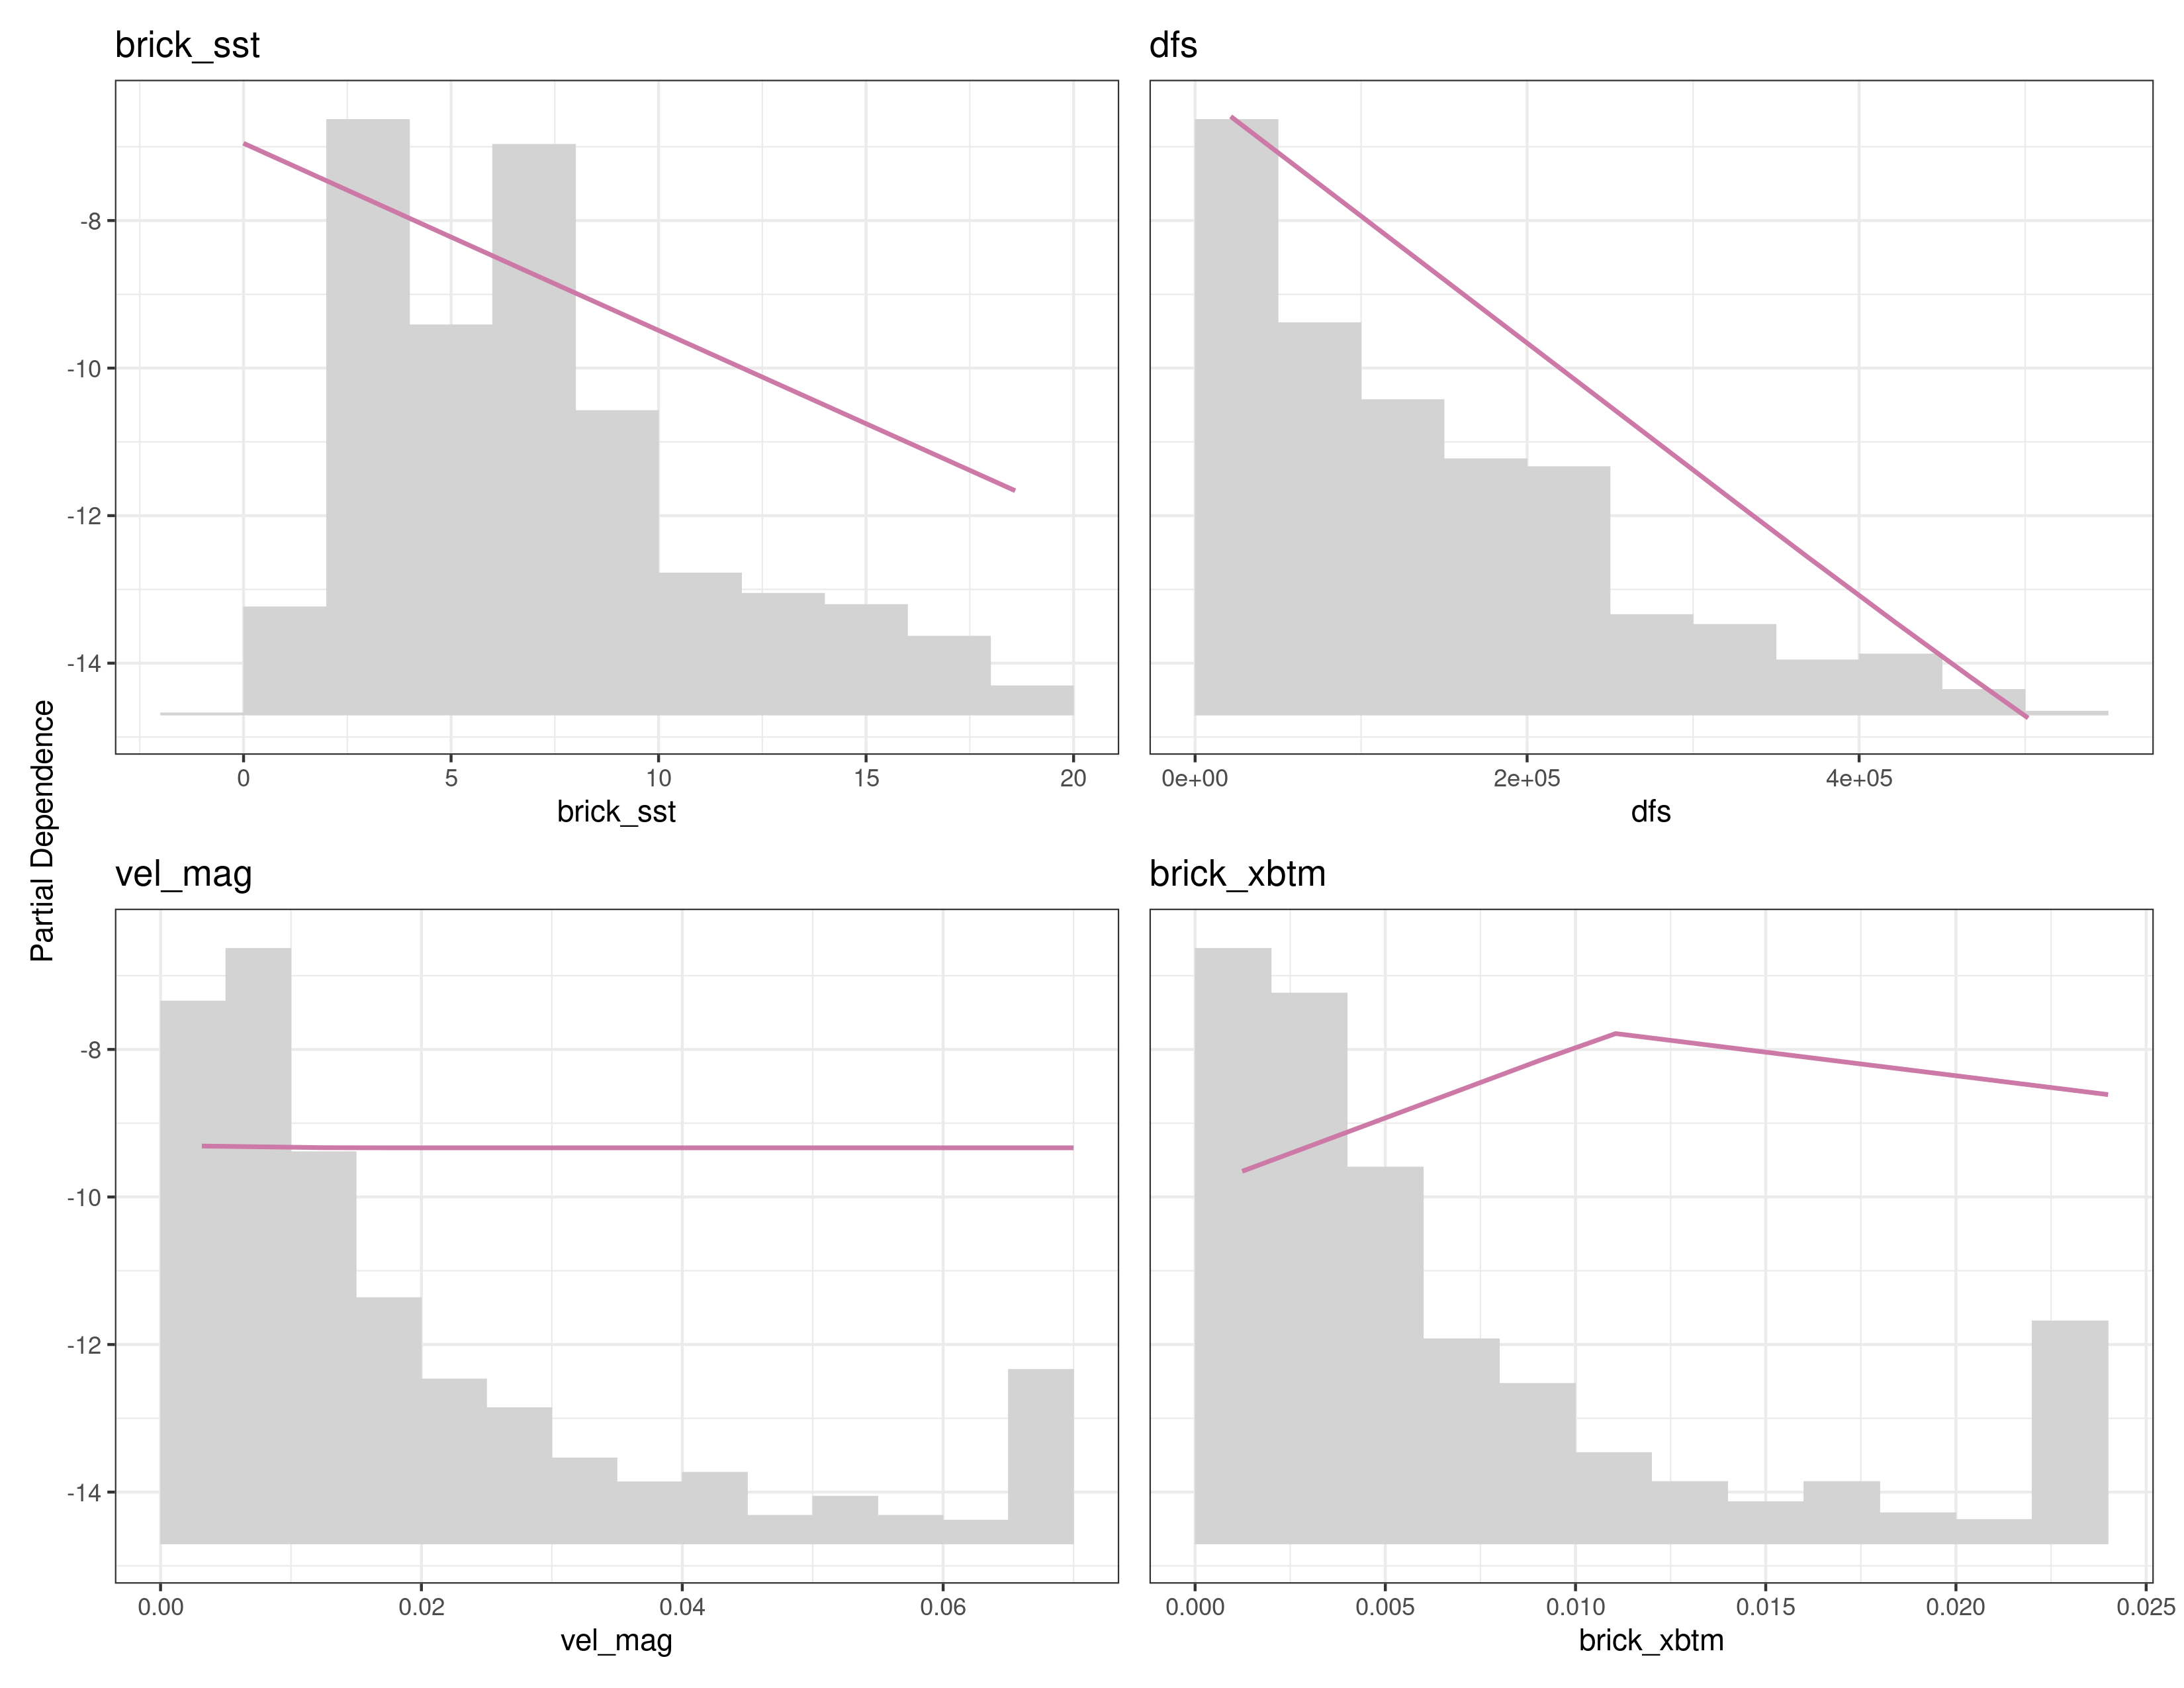 brick_sst
dfs
-8
-10
-12
-14
0 5 10 15 20
0e+00 2e+05 4e+05
brick_sst
dfs
Partial Dependence
vel_mag
brick_xbtm
-8
-10
-12
-14
0.00 0.02 0.04 0.06
0.000 0.005 0.010 0.015 0.020 0.025
vel_mag
brick_xbtm